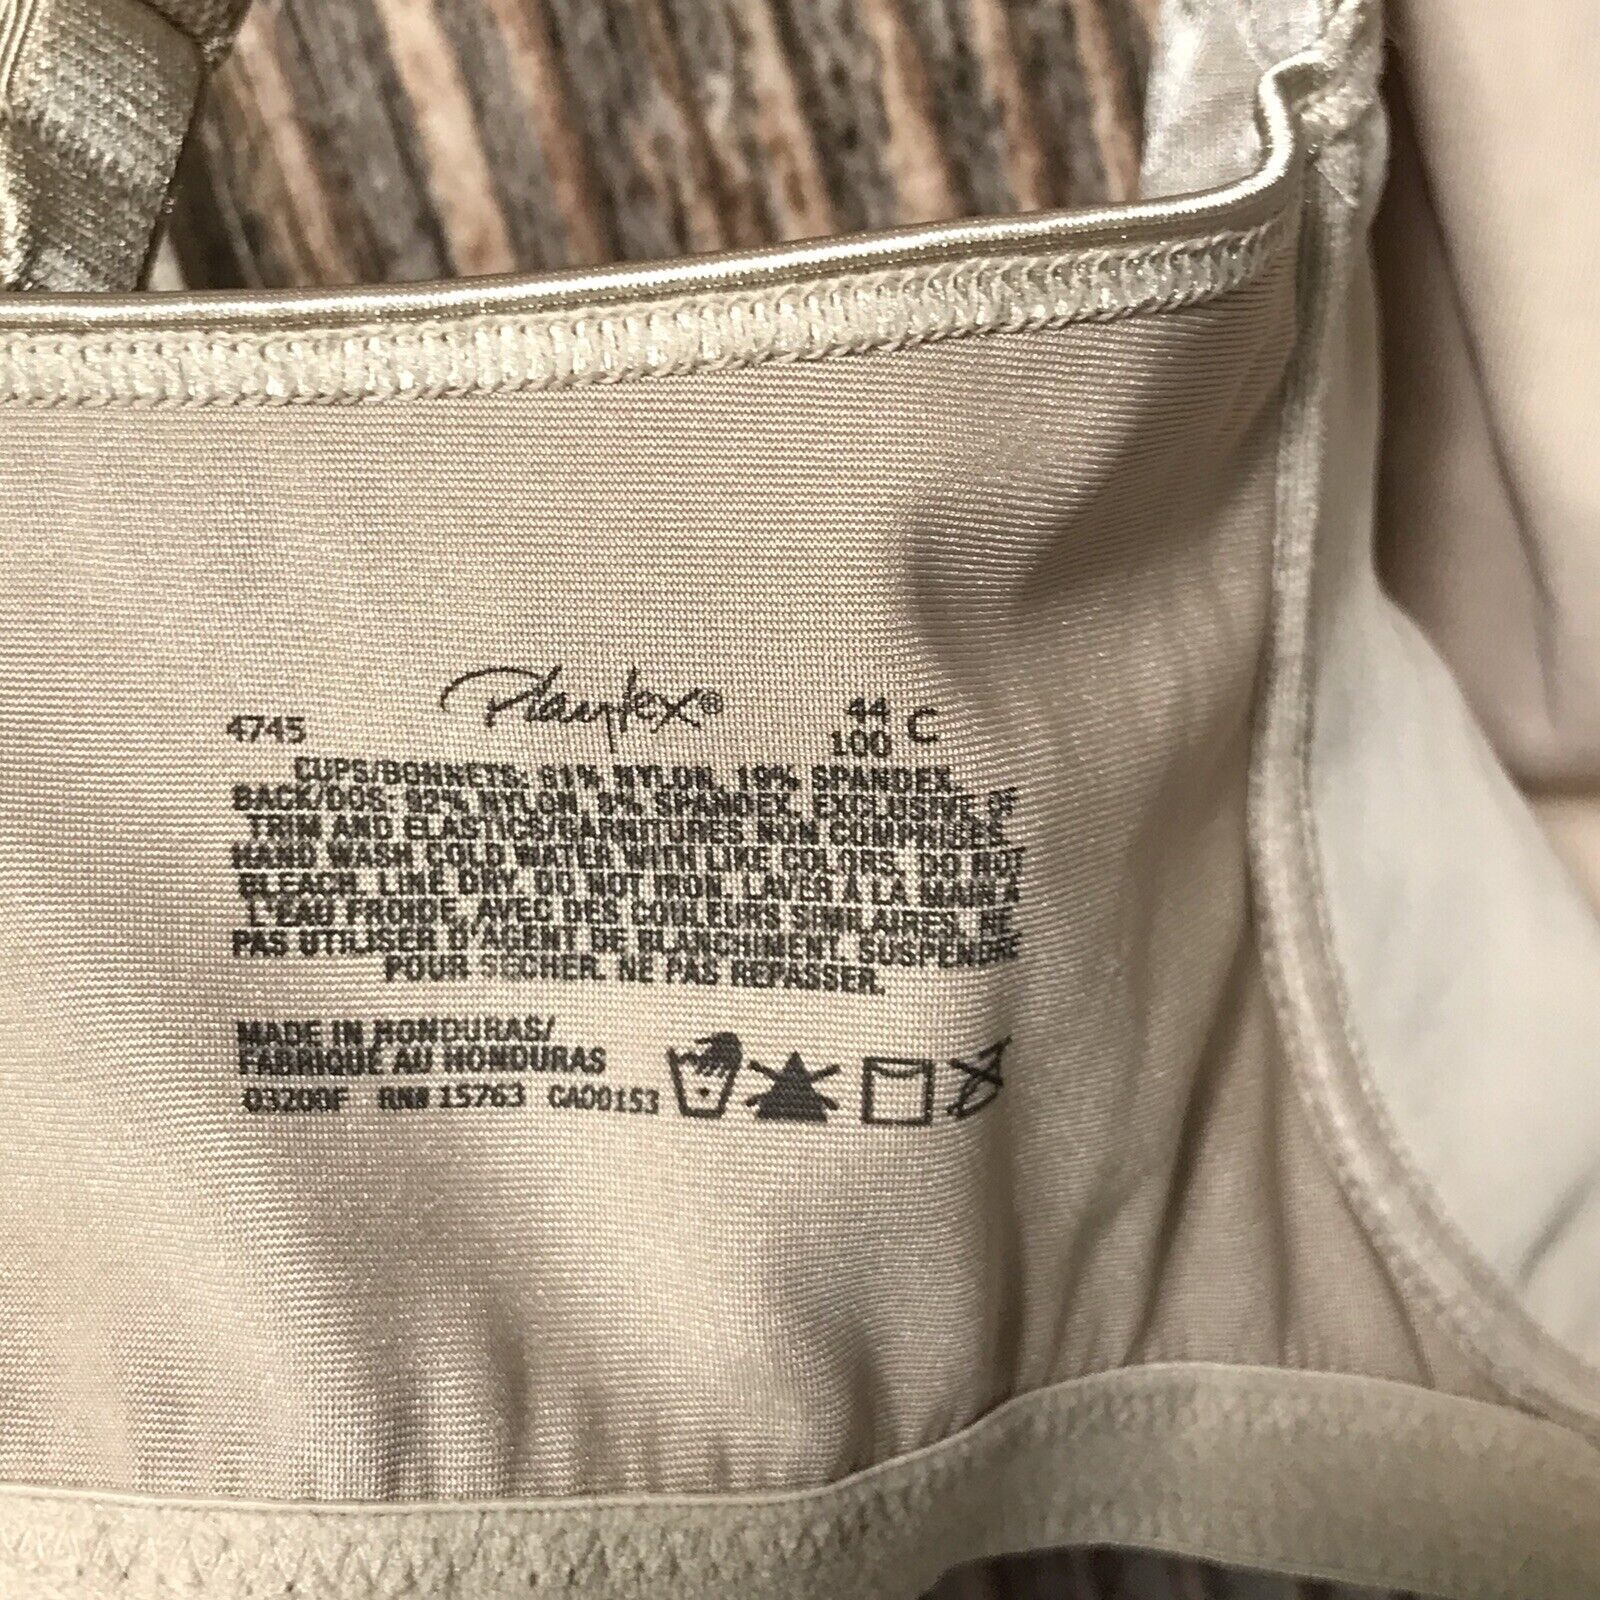 4745 Playtex® 44 C
100
CUPS/BONNETS: 81% NYLON, 19% SPANDEX.
BACK/DOS: 92% NYLON, 8% SPANDEX. EXCLUSIVE OF
TRIM AND ELASTICS/GARNITURES NON COMPRISES.
HAND WASH COLD WATER WITH LIKE COLORS. DO NOT
BLEACH. LINE DRY. DO NOT IRON. LAVER À LA MAIN À
L'EAU FROIDE, AVEC DES COULEURS SIMILAIRES. NE
PAS UTILISER D'AGENT DE BLANCHIMENT. SUSPENDRE
POUR SÉCHER. NE PAS REPASSER.
MADE IN HONDURAS/
FABRIQUÉ AU HONDURAS
03200F RN# 15763 CA00153